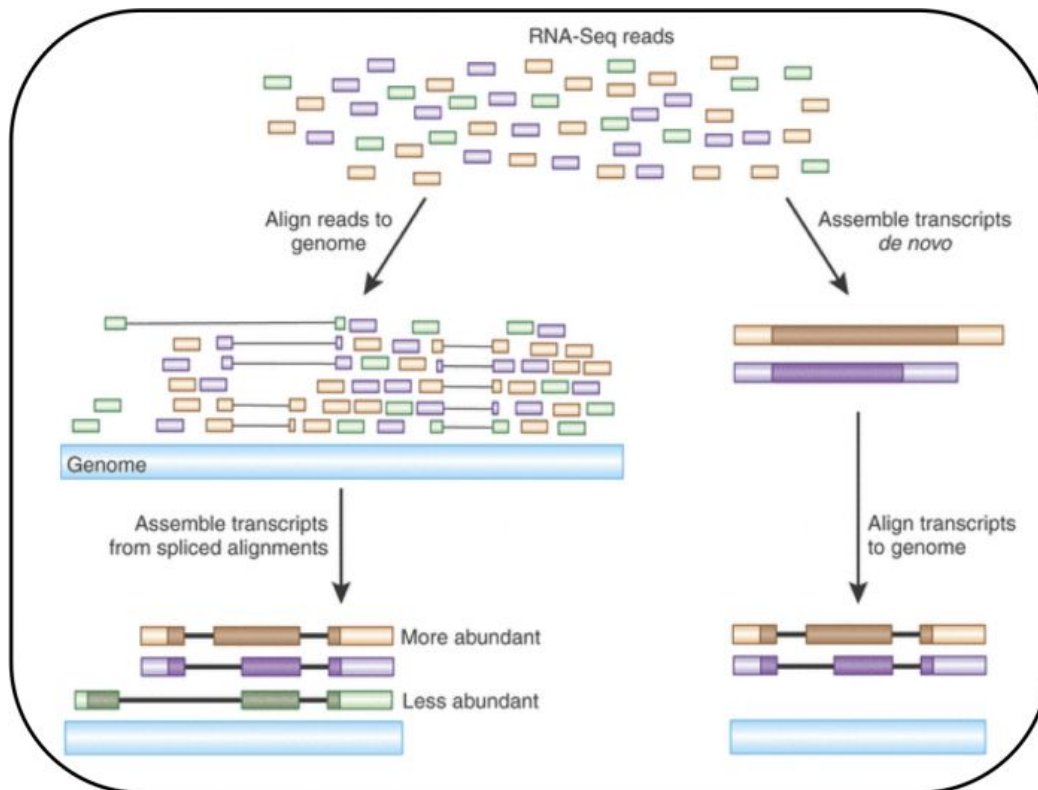 RNA-Seq reads
Align reads to
genome
Assemble transcripts
de novo
Genome
Assemble transcripts
from spliced alignments
Align transcripts
to genome
More abundant
Less abundant